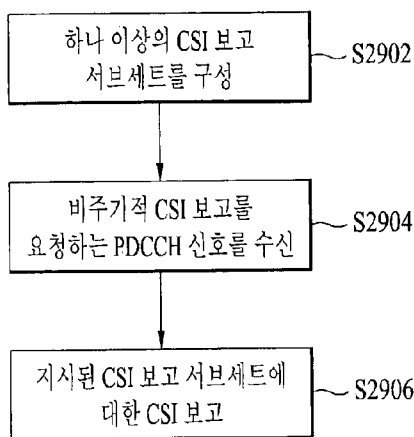 하나 이상의 CSI 보고
서브세트를 구성
S2902
비주기적 CSI 보고를
요청하는 PDCCH 신호를 수신
S2904
지시된 CSI 보고 서브세트에
대한 CSI 보고
S2906